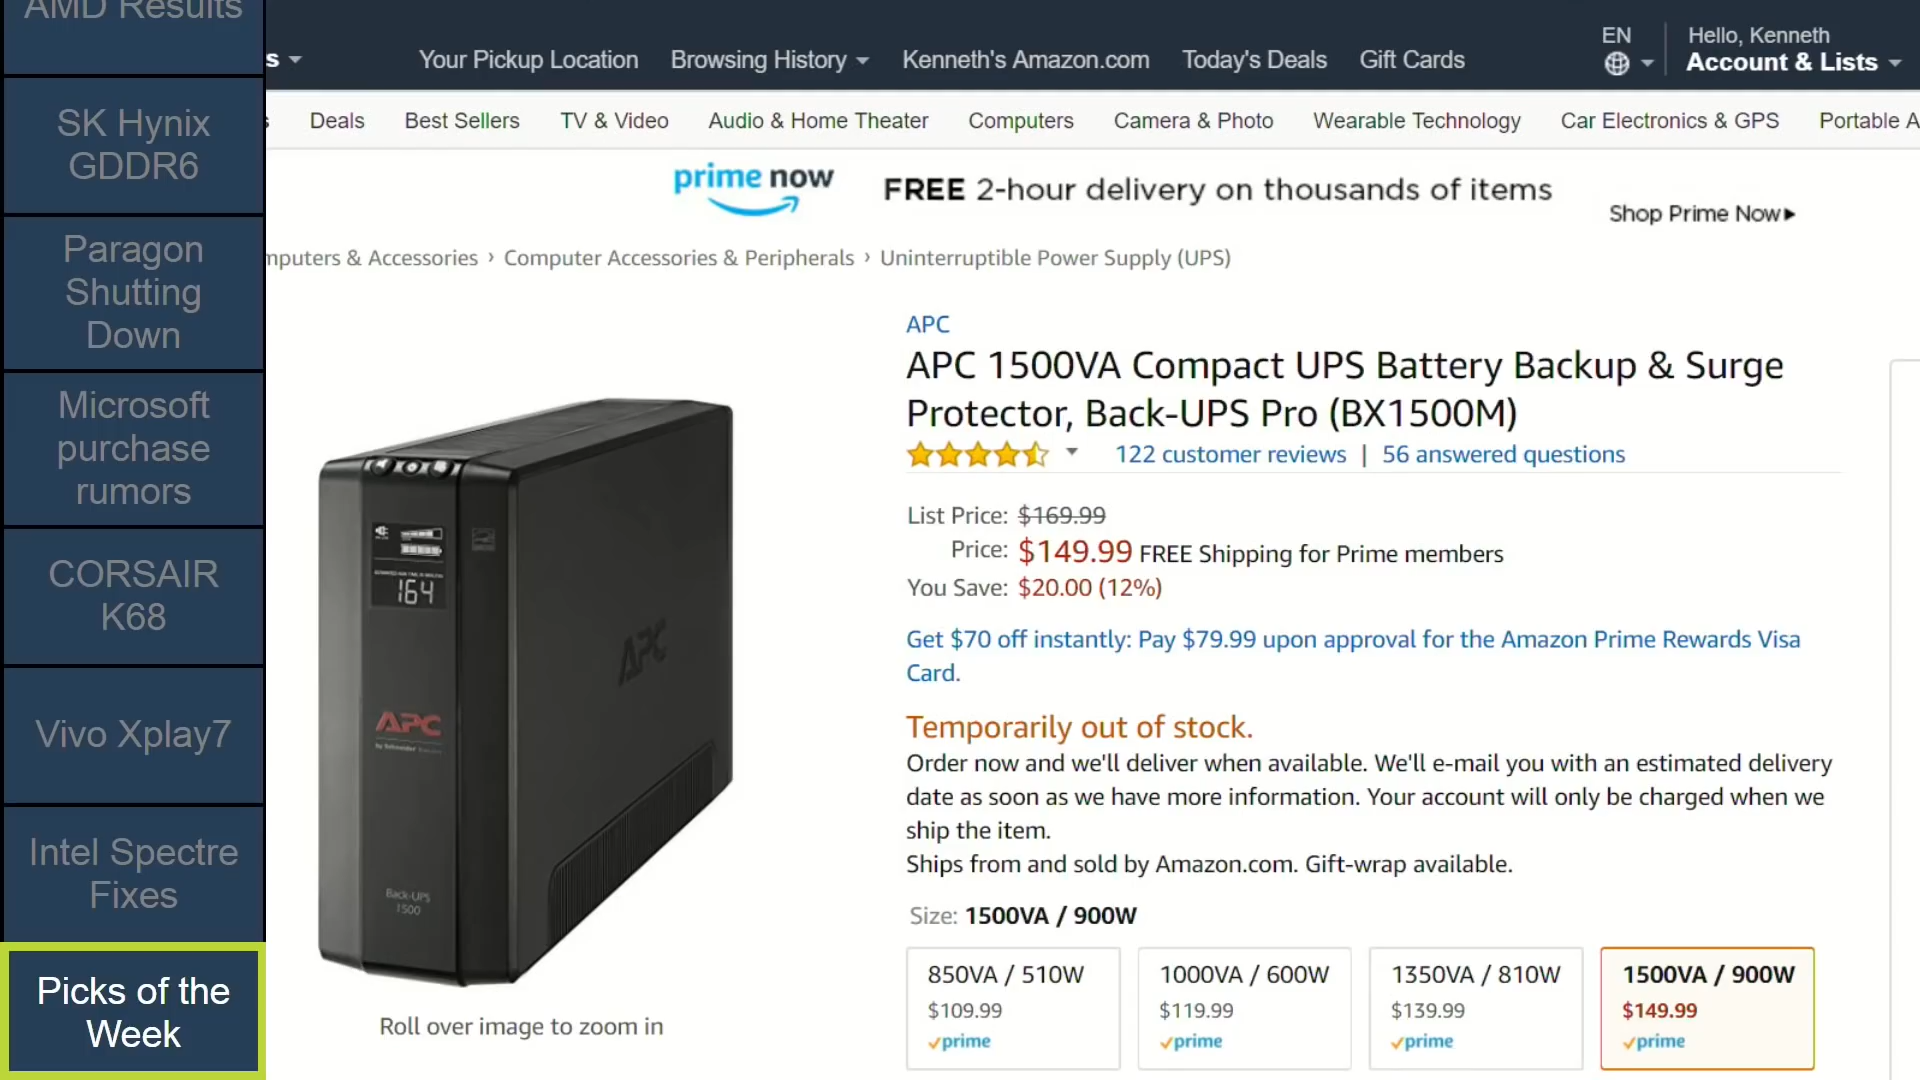 AMD Results
SK Hynix
GDDR6
Paragon
Shutting
Down
Microsoft
purchase
rumors
CORSAIR
K68
Vivo Xplay7
Intel Spectre
Fixes
Picks of the
Week
s
Your Pickup Location Browsing History Kenneth's Amazon.com Today's Deals Gift Cards
EN
Hello, Kenneth
Account & Lists
s Deals Best Sellers TV & Video Audio & Home Theater Computers Camera & Photo Wearable Technology Car Electronics & GPS Portable A
prime now FREE 2-hour delivery on thousands of items
Shop Prime Now▸
mputers & Accessories › Computer Accessories & Peripherals › Uninterruptible Power Supply (UPS)
164
APC
APC
by Schneider
Back-UPS
1500
Roll over image to zoom in
APC
APC 1500VA Compact UPS Battery Backup & Surge
Protector, Back-UPS Pro (BX1500M)
122 customer reviews | 56 answered questions
List Price: $169.99
Price: $149.99 FREE Shipping for Prime members
You Save: $20.00 (12%)
Get $70 off instantly: Pay $79.99 upon approval for the Amazon Prime Rewards Visa
Card.
Temporarily out of stock.
Order now and we'll deliver when available. We'll e-mail you with an estimated delivery
date as soon as we have more information. Your account will only be charged when we
ship the item.
Ships from and sold by Amazon.com. Gift-wrap available.
Size: 1500VA / 900W
850VA / 510W
$109.99
prime
1000VA / 600W
$119.99
prime
1350VA / 810W
$139.99
prime
1500VA / 900W
$149.99
prime